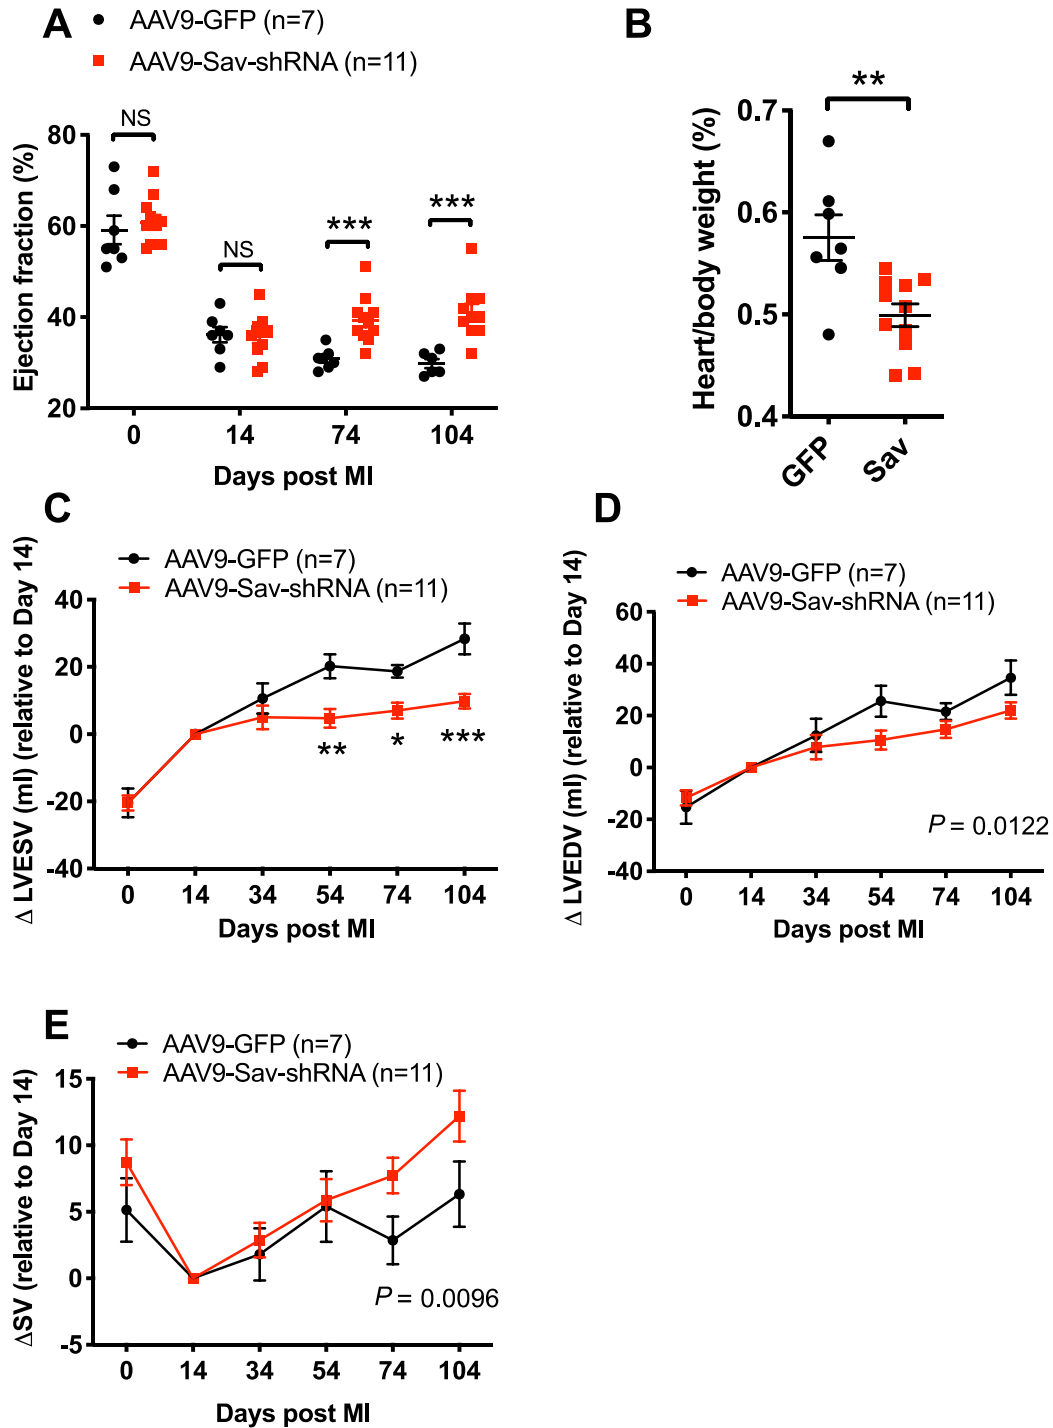 A
AAV9-GFP (n=7)
AAV9-Sav-shRNA (n=11)
Ejection fraction (%)
80
60
40
20
NS
NS
***
***
0 14 74 104
Days post MI
B
**
Heart/body weight (%)
0.7
0.6
0.5
0.4
GFP Sav
C
AAV9-GFP (n=7)
AAV9-Sav-shRNA (n=11)
Δ LVESV (ml) (relative to Day 14)
40
20
0
-20
-40
** * ***
0 14 34 54 74 104
Days post MI
D
AAV9-GFP (n=7)
AAV9-Sav-shRNA (n=11)
Δ LVEDV (ml) (relative to Day 14)
60
40
20
0
-20
-40
P = 0.0122
0 14 34 54 74 104
Days post MI
E
AAV9-GFP (n=7)
AAV9-Sav-shRNA (n=11)
ΔSV (relative to Day 14)
15
10
5
0
-5
P = 0.0096
0 14 34 54 74 104
Days post MI